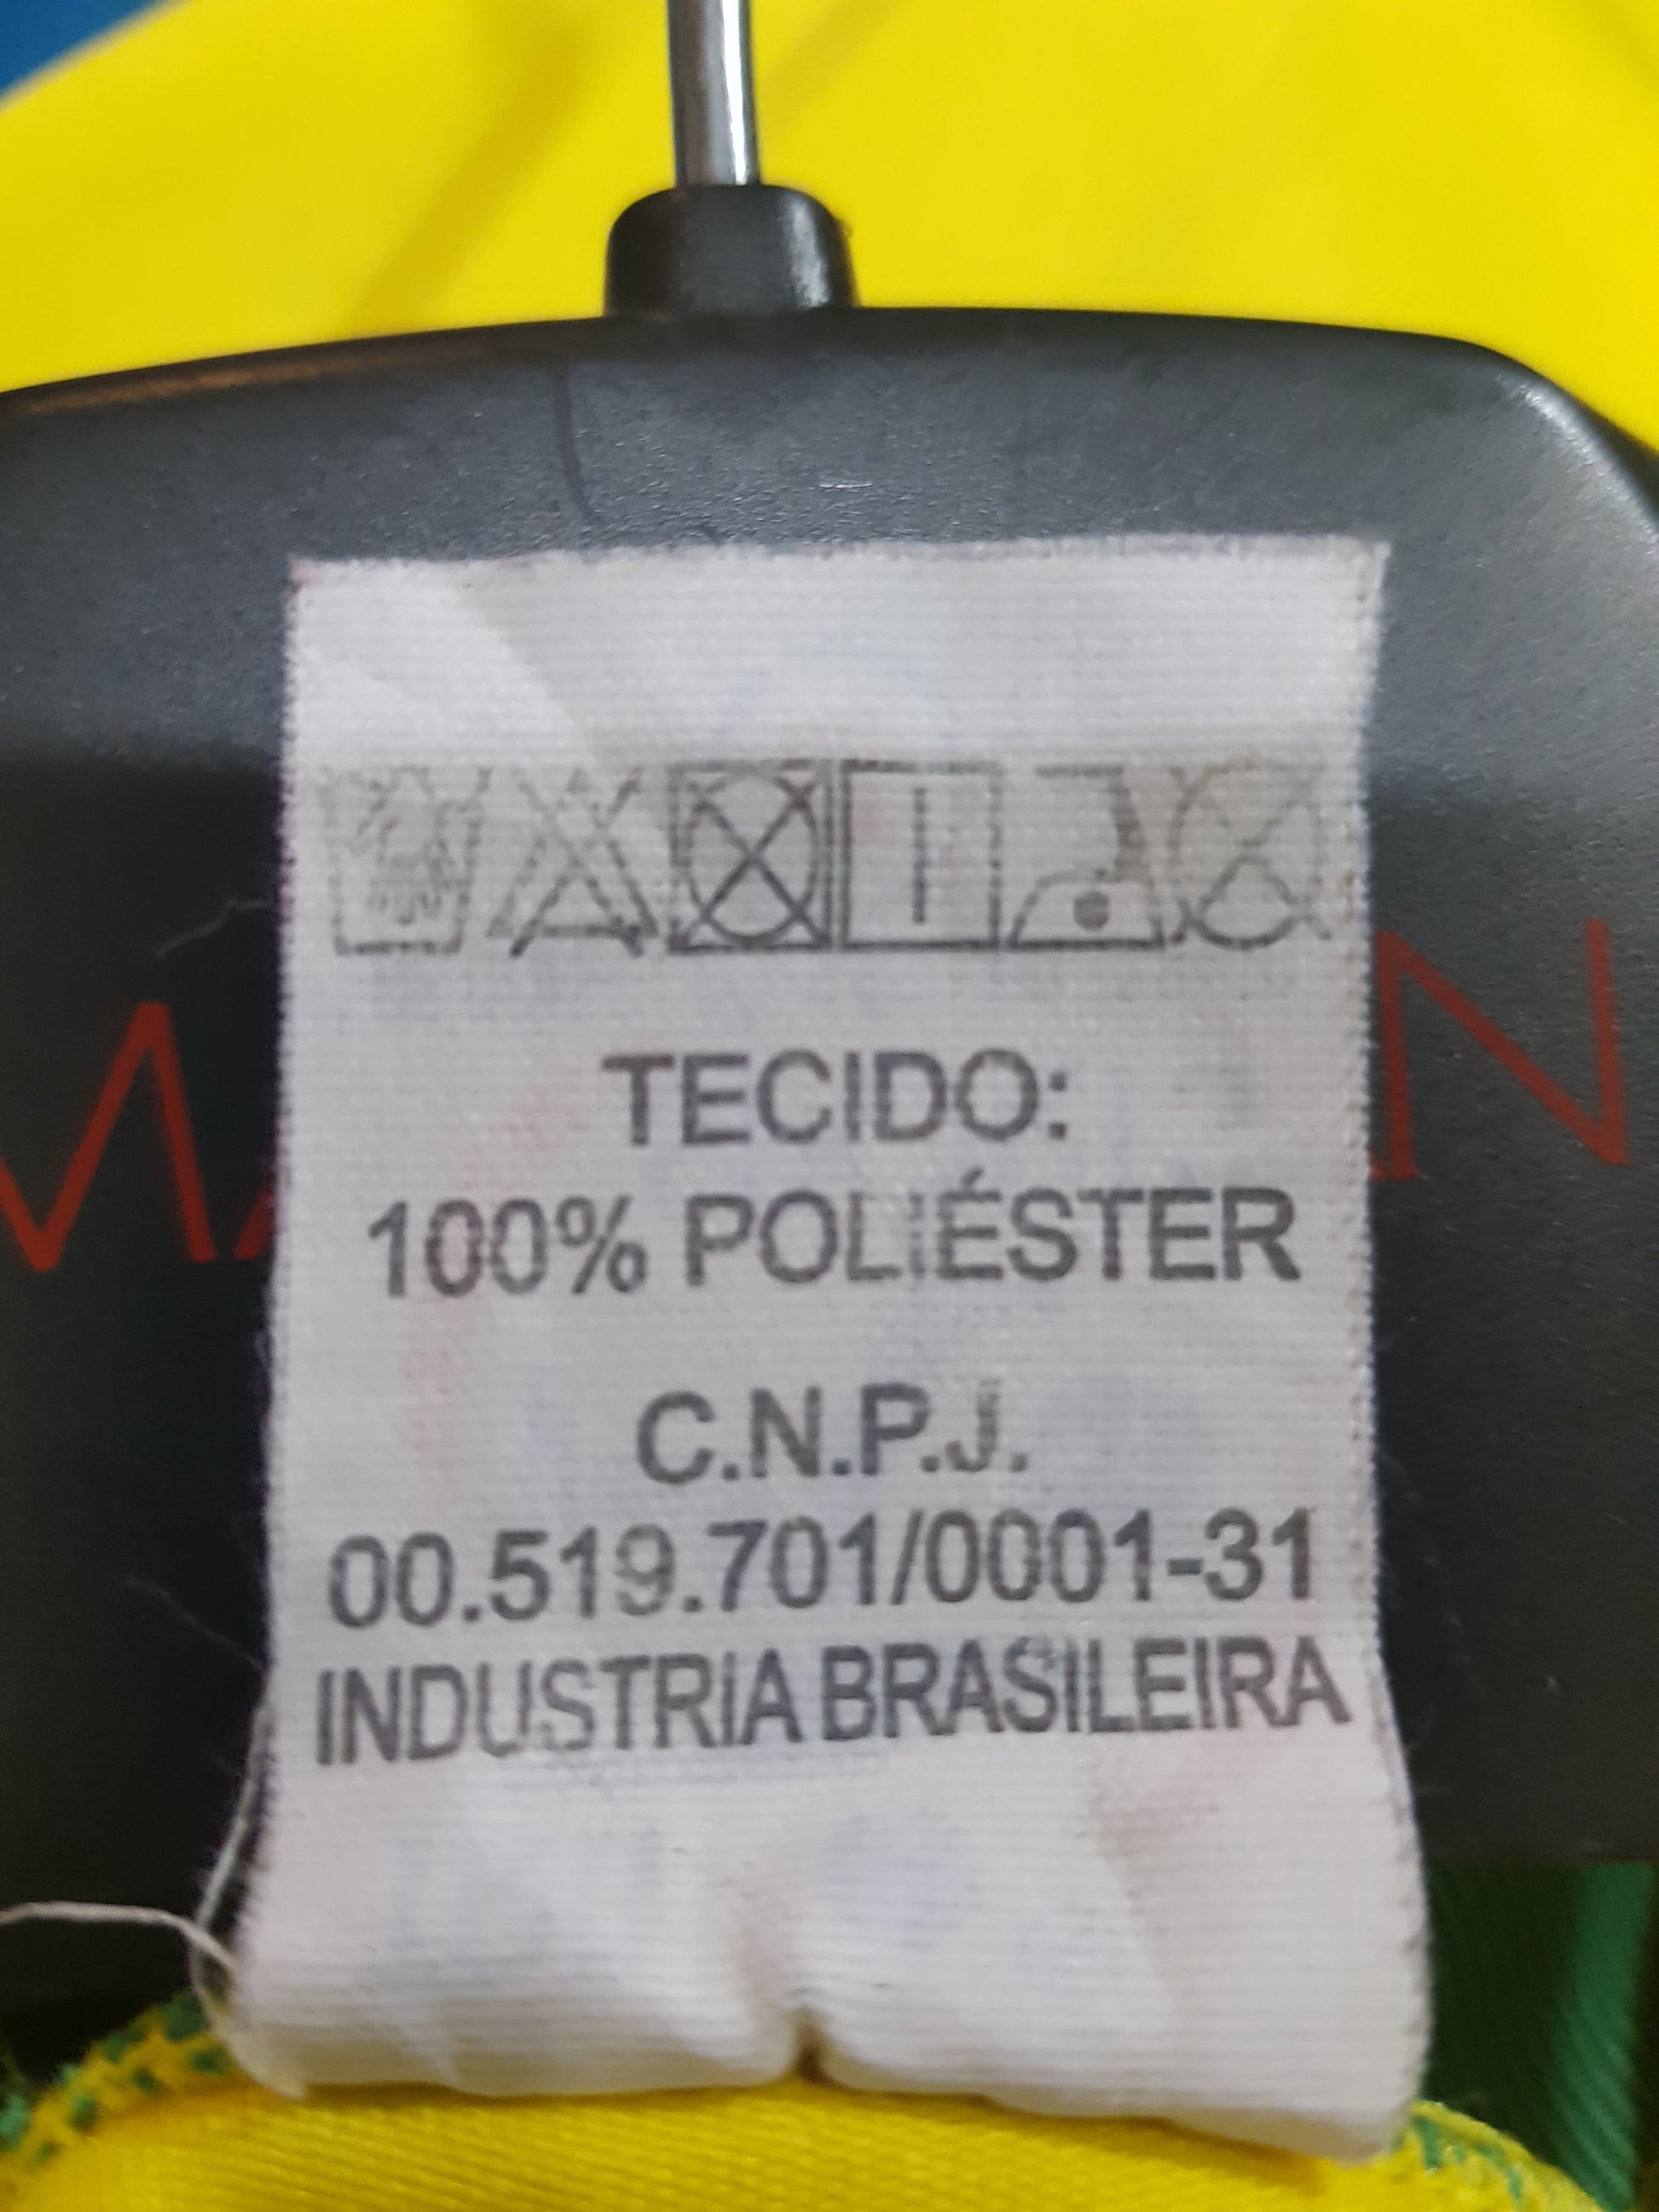 TECIDO:
100% POLIÉSTER
C.N.P.J.
00.519.701/0001-31
INDUSTRIA BRASILEIRA